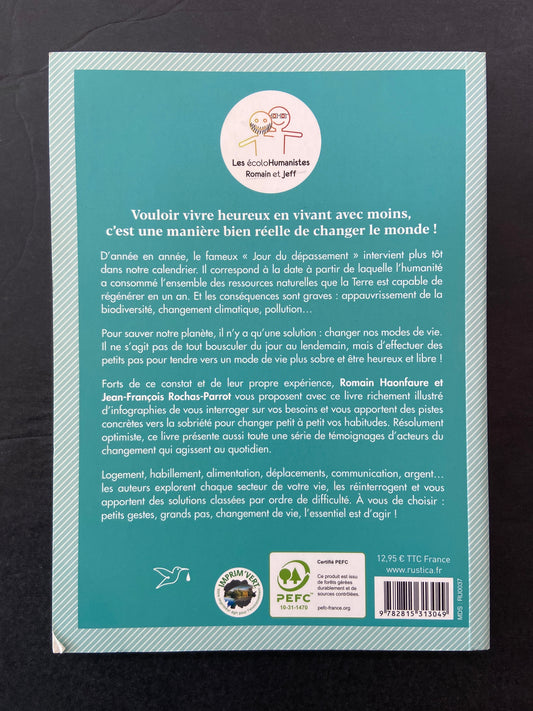 Les écoloHumanistes
Romain et Jeff
Vouloir vivre heureux en vivant avec moins,
c'est une manière bien réelle de changer le monde !
D'année en année, le fameux « Jour du dépassement » intervient plus tôt
dans notre calendrier. Il correspond à la date à partir de laquelle l'humanité
a consommé l'ensemble des ressources naturelles que la Terre est capable de
régénérer en un an. Et les conséquences sont graves : appauvrissement de la
biodiversité, changement climatique, pollution...
Pour sauver notre planète, il n'y a qu'une solution : changer nos modes de vie.
Il ne s'agit pas de tout bousculer du jour au lendemain, mais d'effectuer des
petits pas pour tendre vers un mode de vie plus sobre et être heureux et libre !
Forts de ce constat et de leur propre expérience, Romain Haonfaure et
Jean-François Rochas-Parrot vous proposent avec ce livre richement illustré
d'infographies de vous interroger sur vos besoins et vous apportent des pistes
concrètes vers la sobriété pour changer petit à petit vos habitudes. Résolument
optimiste, ce livre présente aussi toute une série de témoignages d'acteurs du
changement qui agissent au quotidien.
Logement, habillement, alimentation, déplacements, communication, argent...
les auteurs explorent chaque secteur de votre vie, les réinterrogent et vous
apportent des solutions classées par ordre de difficulté. À vous de choisir :
petits gestes, grands pas, changement de vie, l'essentiel est d'agir !
IMPRIM'VERT
PEFC
10-31-1470
Certifié PEFC
Ce produit est issu
de forêts gérées
durablement et de
sources contrôlées.
pefc-france.org
12,95 € TTC France
www.rustica.fr
9 782815 313049
MDS RU0037